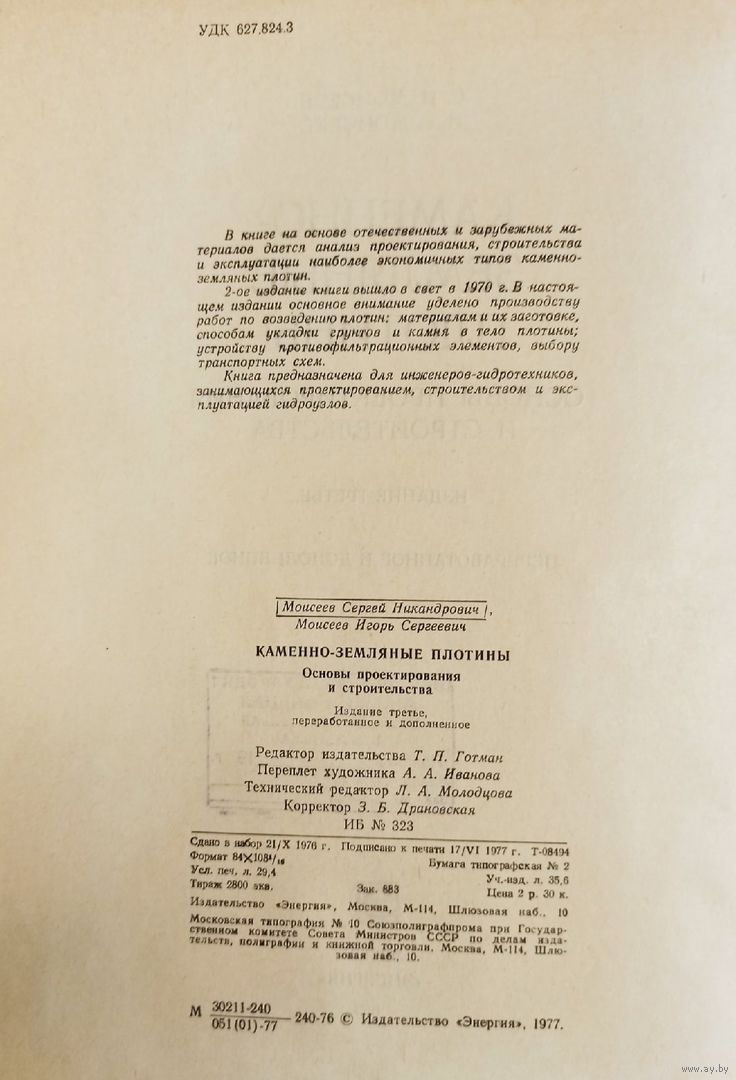 УДК 627.824.3
В книге на основе отечественных и зарубежных ма-
териалов дается анализ проектирования, строительства
и эксплуатации наиболее экономичных типов каменно-
земляных плотин.
2-ое издание книги вышло в свет в 1970 г. В настоя-
щем издании основное внимание уделено производству
работ по возведению плотин: материалам и их заготовке,
способам укладки грунтов и камня в тело плотины;
устройству противофильтрационных элементов, выбору
транспортных схем.
Книга предназначена для инженеров-гидротехников,
занимающихся проектированием, строительством и экс-
плуатацией гидроузлов.
Моисеев Сергей Никандрович,
Моисеев Игорь Сергеевич
КАМЕННО-ЗЕМЛЯНЫЕ ПЛОТИНЫ
Основы проектирования
и строительства
Издание третье,
переработанное и дополненное
Редактор издательства Т. П. Готман
Переплет художника А. А. Иванова
Технический редактор Л. А. Молодцова
Корректор З. Б. Драновская
ИБ № 323
Сдано в набор 21/X 1976 г. Подписано к печати 17/VI 1977 г. Т-08494
Формат 84×108 1/16 Бумага типографская № 2
Усл. печ. л. 29,4 Уч.-изд. л. 35,6
Тираж 2800 экз. Зак. 883 Цена 2 р. 30 к.
Издательство «Энергия», Москва, М-114, Шлюзовая наб., 10
Московская типография № 10 Союзполиграфпрома при Государ-
ственном комитете Совета Министров СССР по делам изда-
тельств, полиграфии и книжной торговли. Москва, М-114, Шлю-
зовая наб., 10.
М 30211-240/051(01)-77 240-76 © Издательство «Энергия», 1977.
www.ay.by